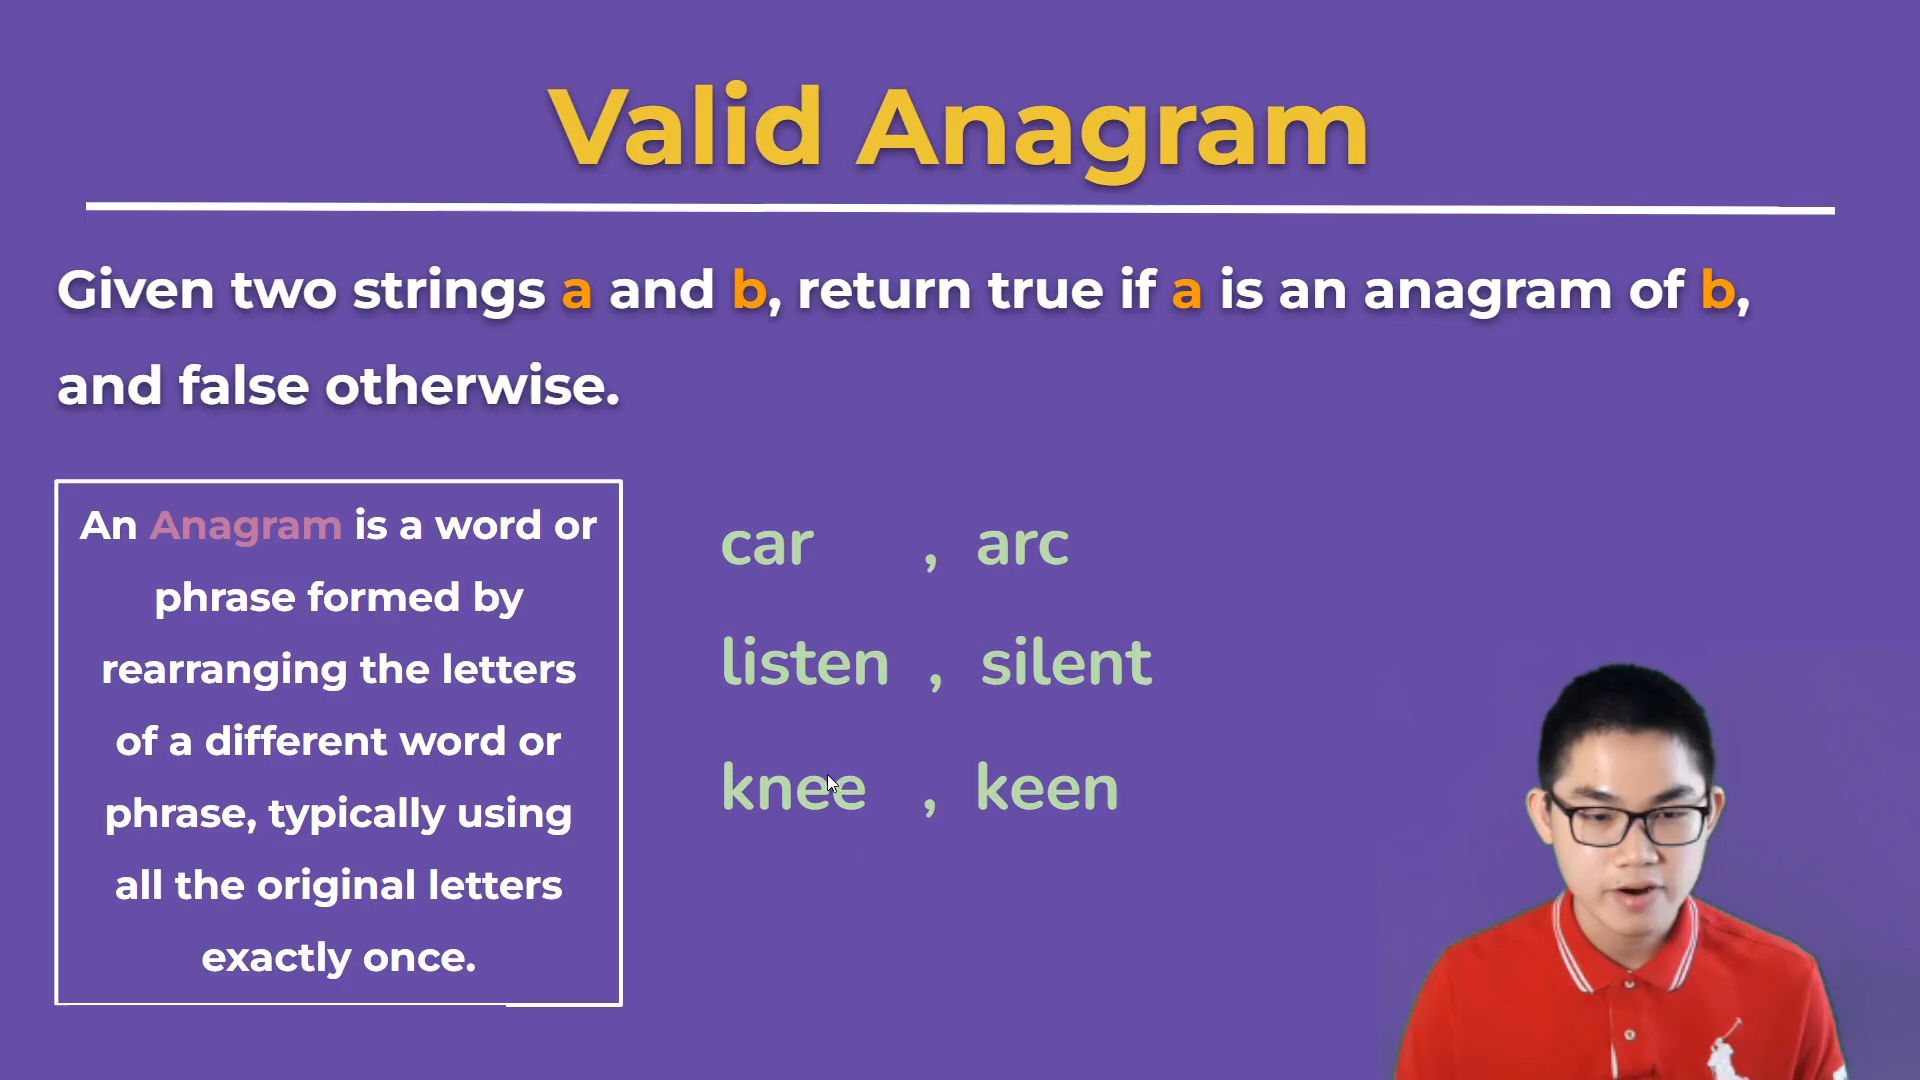 Valid Anagram
Given two strings a and b, return true if a is an anagram of b,
and false otherwise.
An Anagram is a word or
phrase formed by
rearranging the letters
of a different word or
phrase, typically using
all the original letters
exactly once.
car , arc
listen , silent
knee , keen